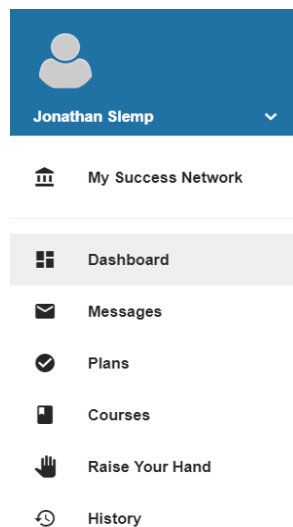 Jonathan Slemp
My Success Network
Dashboard
Messages
Plans
Courses
Raise Your Hand
History